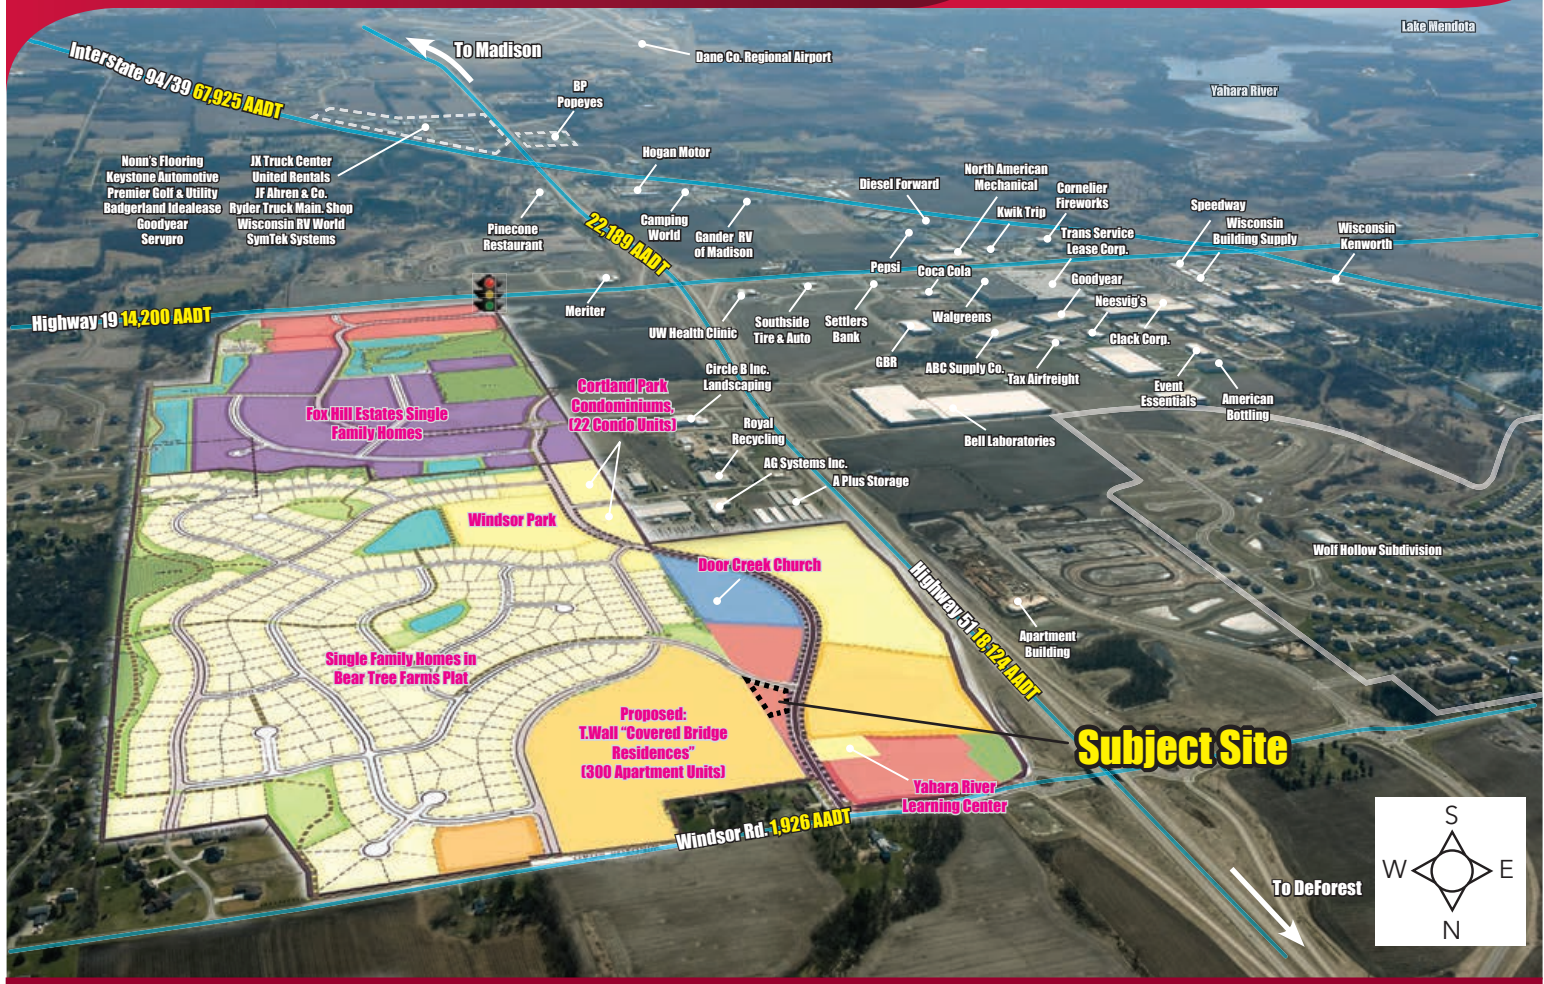 Lake Mendota
To Madison
Dane Co. Regional Airport
Interstate 94/39 67,925 AADT
Yahara River
BP
Popeyes
Nonn's Flooring
Keystone Automotive
Premier Golf & Utility
Badgerland Idealease
Goodyear
Servpro
JX Truck Center
United Rentals
JF Ahren & Co.
Ryder Truck Main. Shop
Wisconsin RV World
SymTek Systems
Hogan Motor
Camping
World
Gander RV
of Madison
Pinecone
Restaurant
22,189 AADT
Diesel Forward
North American
Mechanical
Cornelier
Fireworks
Kwik Trip
Trans Service
Lease Corp.
Speedway
Wisconsin
Building Supply
Wisconsin
Kenworth
Pepsi
Coca Cola
Goodyear
Neesvig's
Walgreens
Clack Corp.
Highway 19 14,200 AADT
Meriter
UW Health Clinic
Southside
Tire & Auto
Settlers
Bank
GBR
ABC Supply Co.
Tax Airfreight
Event
Essentials
American
Bottling
Circle B Inc.
Landscaping
Cortland Park
Condominiums,
(22 Condo Units)
Fox Hill Estates Single
Family Homes
Royal
Recycling
Bell Laboratories
AG Systems Inc.
A Plus Storage
Windsor Park
Wolf Hollow Subdivision
Door Creek Church
Highway 51 18,124 AADT
Apartment
Building
Single Family Homes in
Bear Tree Farms Plat
Proposed:
T.Wall "Covered Bridge
Residences"
(300 Apartment Units)
Subject Site
Yahara River
Learning Center
Windsor Rd. 1,926 AADT
To DeForest
S
W
E
N